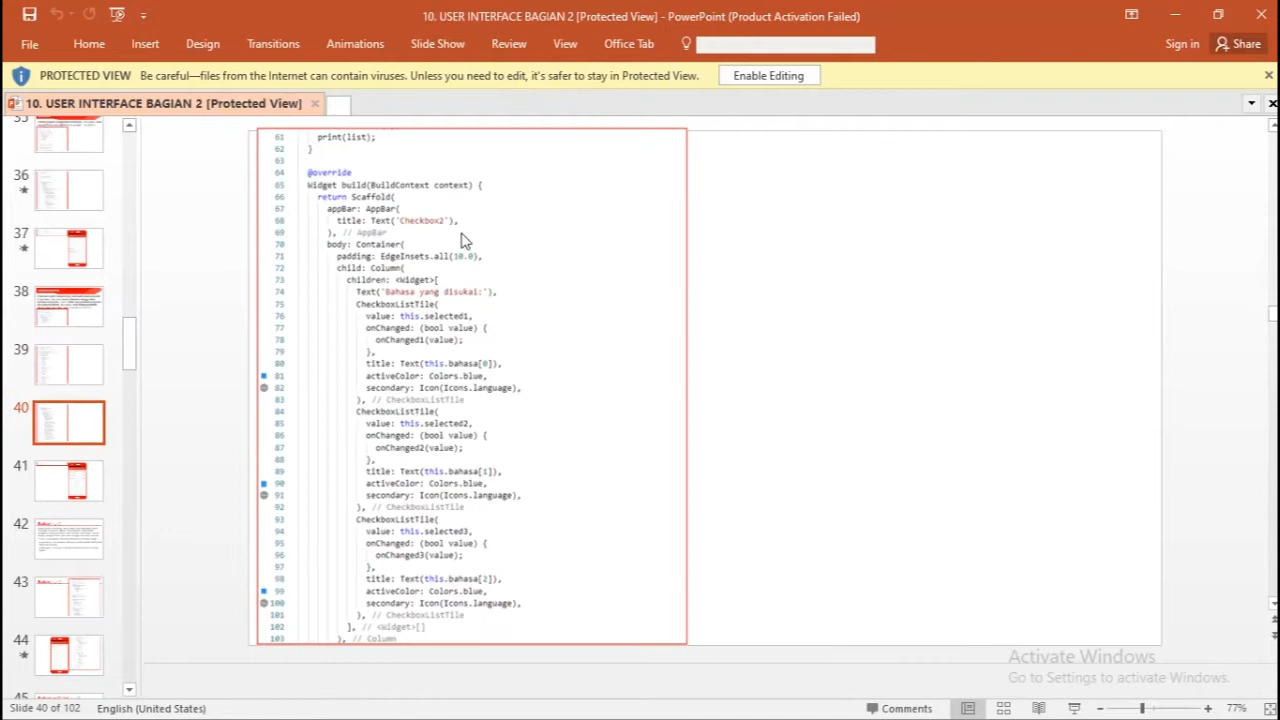 10. USER INTERFACE BAGIAN 2 [Protected View] - PowerPoint (Product Activation Failed)
File Home Insert Design Transitions Animations Slide Show Review View Office Tab Sign in Share
PROTECTED VIEW Be careful—files from the Internet can contain viruses. Unless you need to edit, it's safer to stay in Protected View. Enable Editing
10. USER INTERFACE BAGIAN 2 [Protected View]
35
36
37
38
39
40
41
42
43
44
45
61 print(list);
62 }
63
64 @override
65 Widget build(BuildContext context) {
66 return Scaffold(
67 appBar: AppBar(
68 title: Text('Checkbox2'),
69 ), // AppBar
70 body: Container(
71 padding: EdgeInsets.all(10.0),
72 child: Column(
73 children: <Widget>[
74 Text('Bahasa yang disukai:'),
75 CheckboxListTile(
76 value: this.selected1,
77 onChanged: (bool value) {
78 onChanged1(value);
79 },
80 title: Text(this.bahasa[0]),
81 activeColor: Colors.blue,
82 secondary: Icon(Icons.language),
83 ), // CheckboxListTile
84 CheckboxListTile(
85 value: this.selected2,
86 onChanged: (bool value) {
87 onChanged2(value);
88 },
89 title: Text(this.bahasa[1]),
90 activeColor: Colors.blue,
91 secondary: Icon(Icons.language),
92 ), // CheckboxListTile
93 CheckboxListTile(
94 value: this.selected3,
95 onChanged: (bool value) {
96 onChanged3(value);
97 },
98 title: Text(this.bahasa[2]),
99 activeColor: Colors.blue,
100 secondary: Icon(Icons.language),
101 ), // CheckboxListTile
102 ], // <Widget>[]
103 ), // Column
Activate Windows
Go to Settings to activate Windows.
Slide 40 of 102 English (United States) Comments 77%